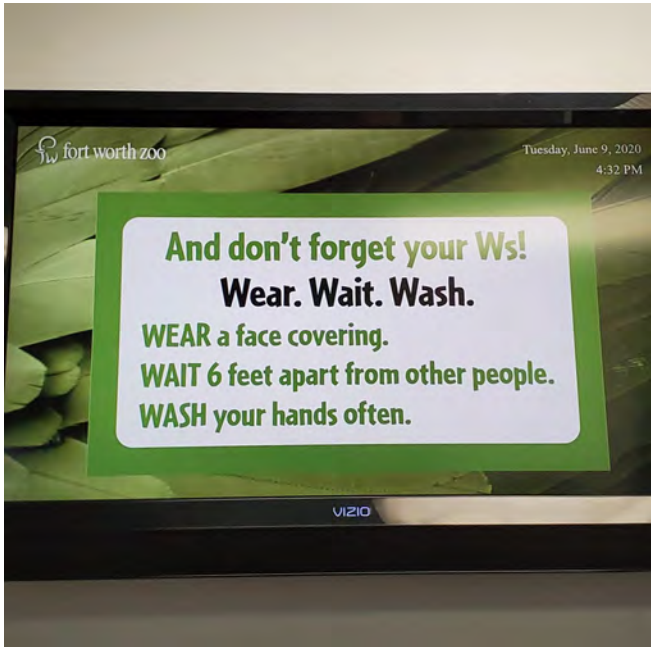 fort worth zoo
Tuesday, June 9, 2020
4:32 PM
And don't forget your Ws!
Wear. Wait. Wash.
WEAR a face covering.
WAIT 6 feet apart from other people.
WASH your hands often.
VIZIO